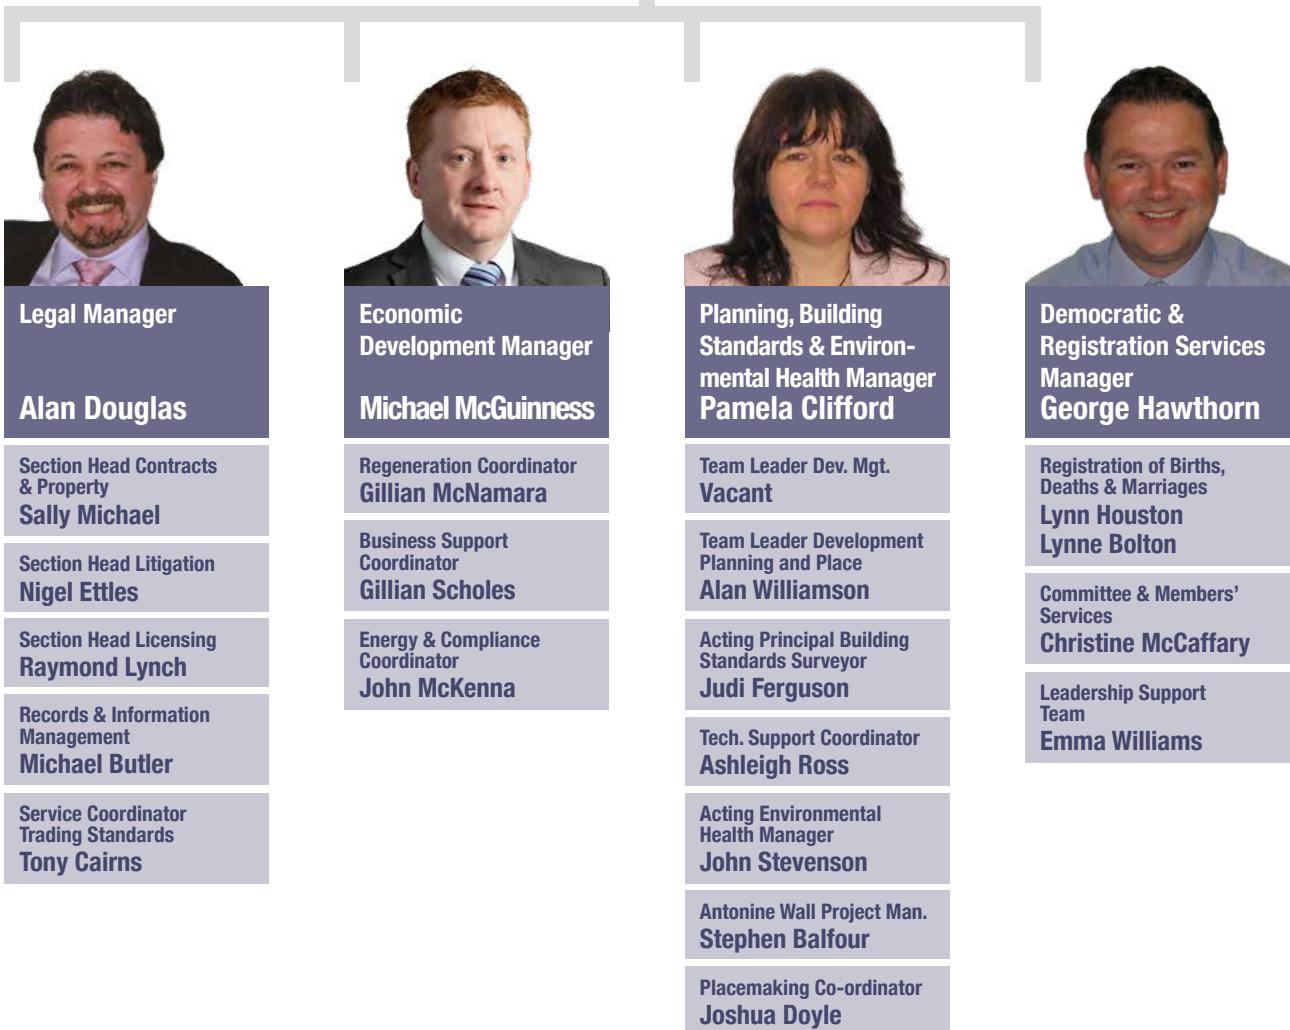 Legal Manager
Alan Douglas
Section Head Contracts
& Property
Sally Michael
Section Head Litigation
Nigel Ettles
Section Head Licensing
Raymond Lynch
Records & Information
Management
Michael Butler
Service Coordinator
Trading Standards
Tony Cairns
Economic
Development Manager
Michael McGuinness
Regeneration Coordinator
Gillian McNamara
Business Support
Coordinator
Gillian Scholes
Energy & Compliance
Coordinator
John McKenna
Planning, Building
Standards & Environ-
mental Health Manager
Pamela Clifford
Team Leader Dev. Mgt.
Vacant
Team Leader Development
Planning and Place
Alan Williamson
Acting Principal Building
Standards Surveyor
Judi Ferguson
Tech. Support Coordinator
Ashleigh Ross
Acting Environmental
Health Manager
John Stevenson
Antonine Wall Project Man.
Stephen Balfour
Placemaking Co-ordinator
Joshua Doyle
Democratic &
Registration Services
Manager
George Hawthorn
Registration of Births,
Deaths & Marriages
Lynn Houston
Lynne Bolton
Committee & Members’
Services
Christine McCaffary
Leadership Support
Team
Emma Williams